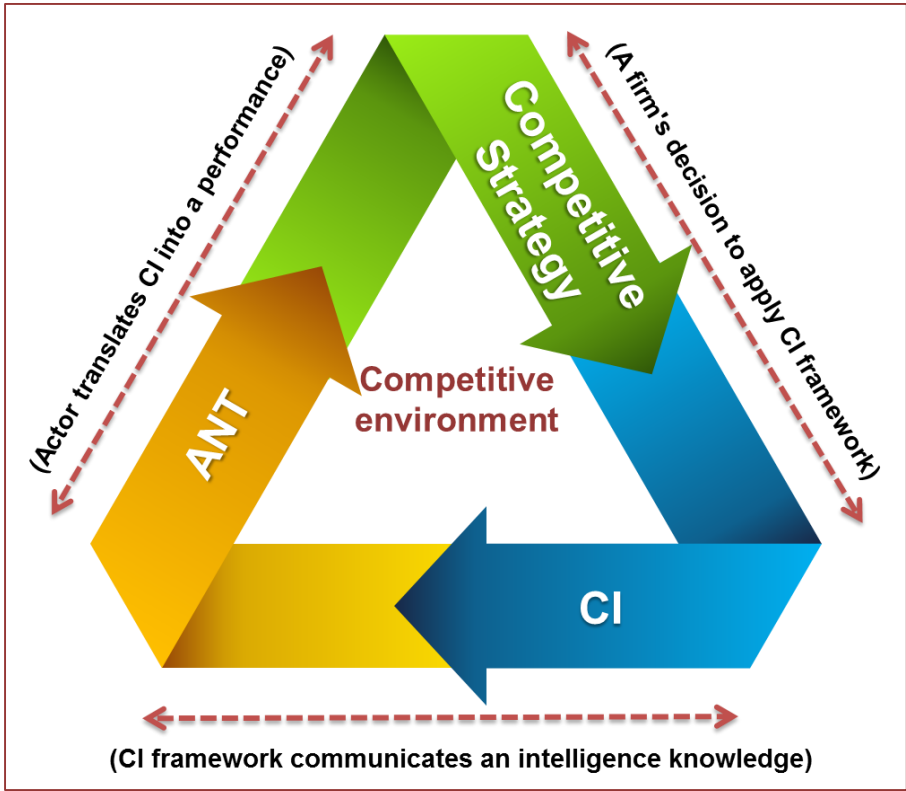 (Actor translates CI into a performance)
(A firm's decision to apply CI framework)
Competitive
Strategy
ANT
Competitive
environment
CI
(CI framework communicates an intelligence knowledge)